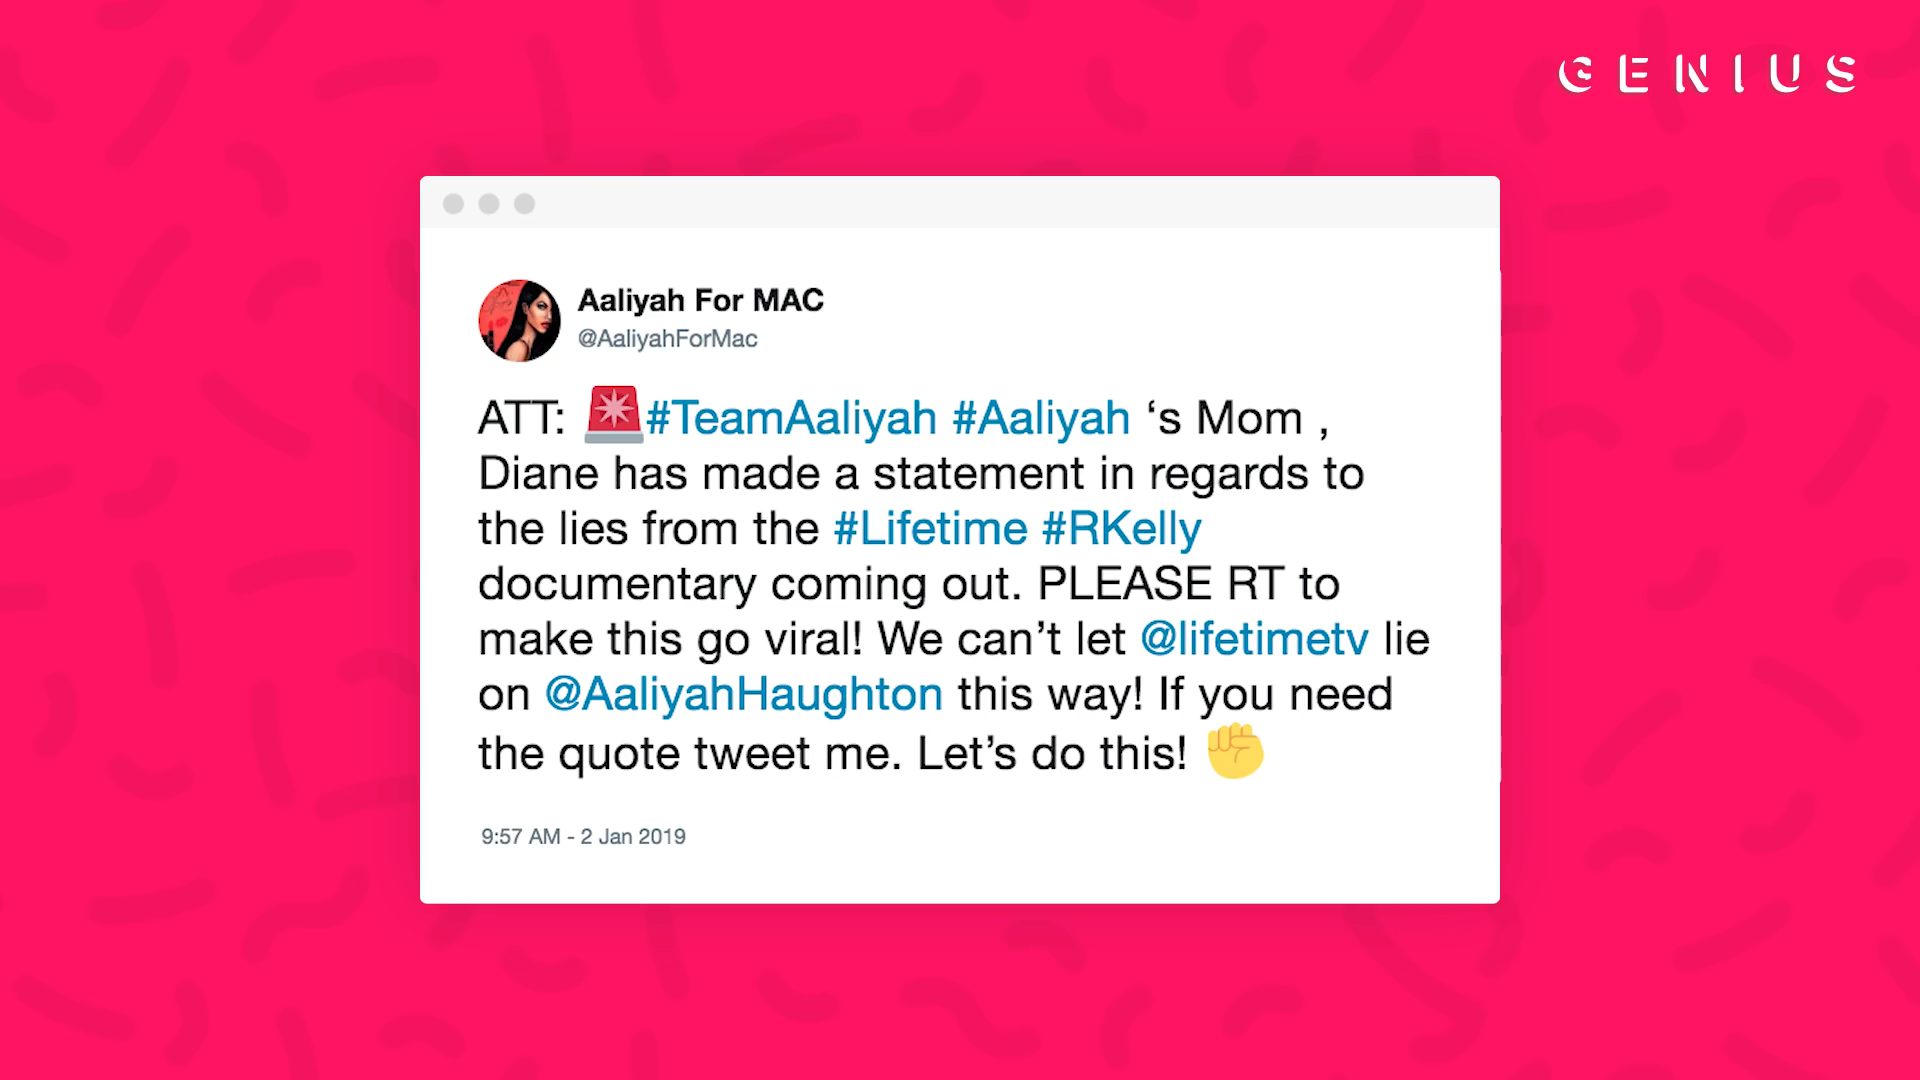 GENIUS
Aaliyah For MAC
@AaliyahForMac
ATT: 🚨#TeamAaliyah #Aaliyah ‘s Mom ,
Diane has made a statement in regards to
the lies from the #Lifetime #RKelly
documentary coming out. PLEASE RT to
make this go viral! We can’t let @lifetimetv lie
on @AaliyahHaughton this way! If you need
the quote tweet me. Let’s do this! ✊
9:57 AM - 2 Jan 2019